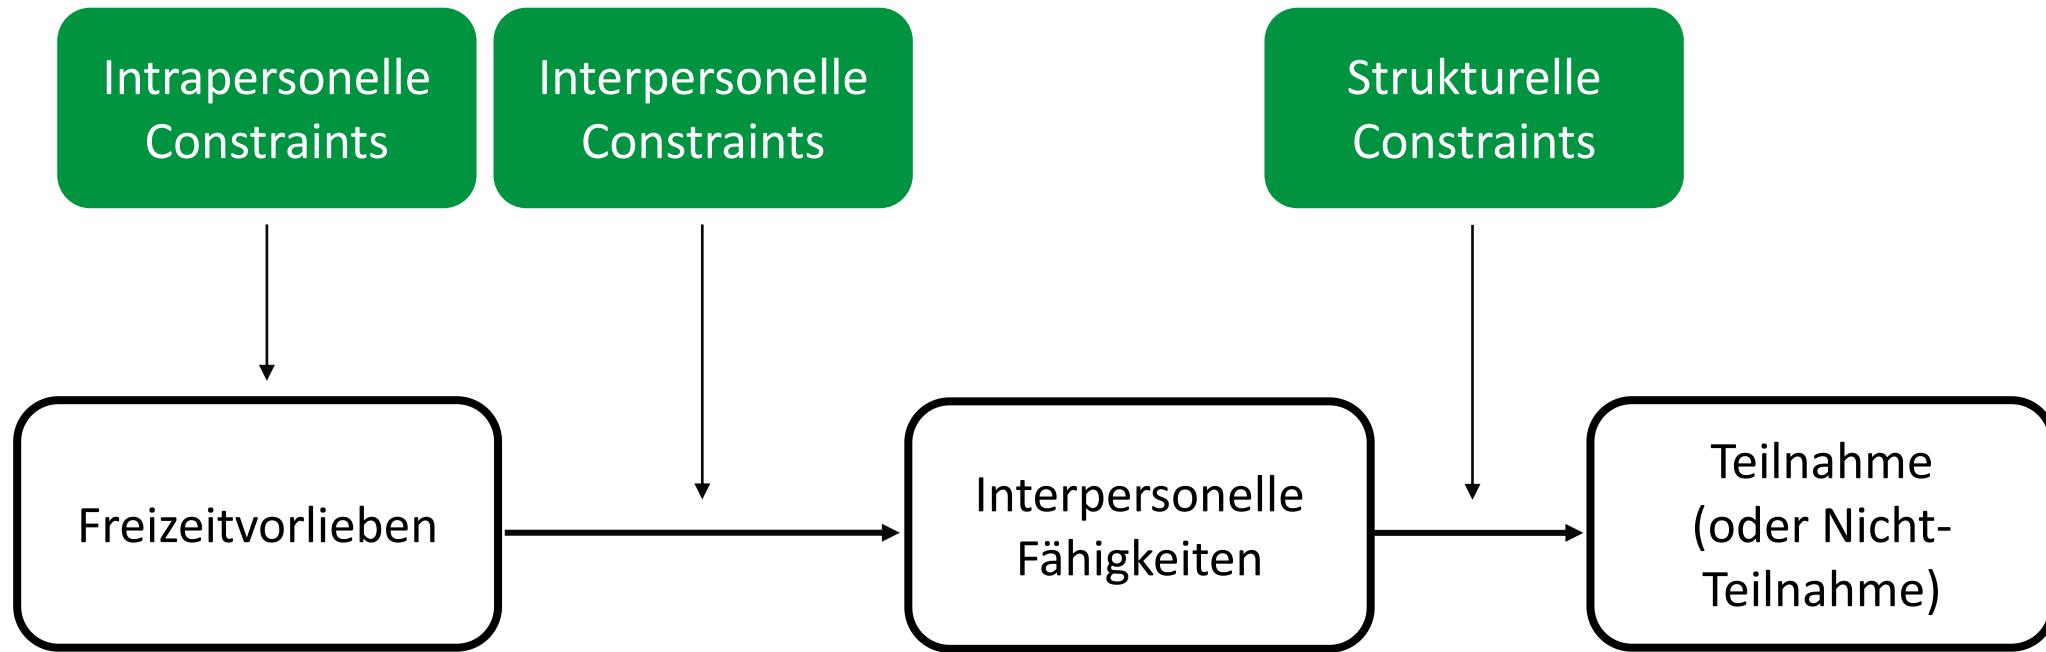 Intrapersonelle
Constraints
Interpersonelle
Constraints
Strukturelle
Constraints
Freizeitvorlieben
Interpersonelle
Fähigkeiten
Teilnahme
(oder Nicht-
Teilnahme)